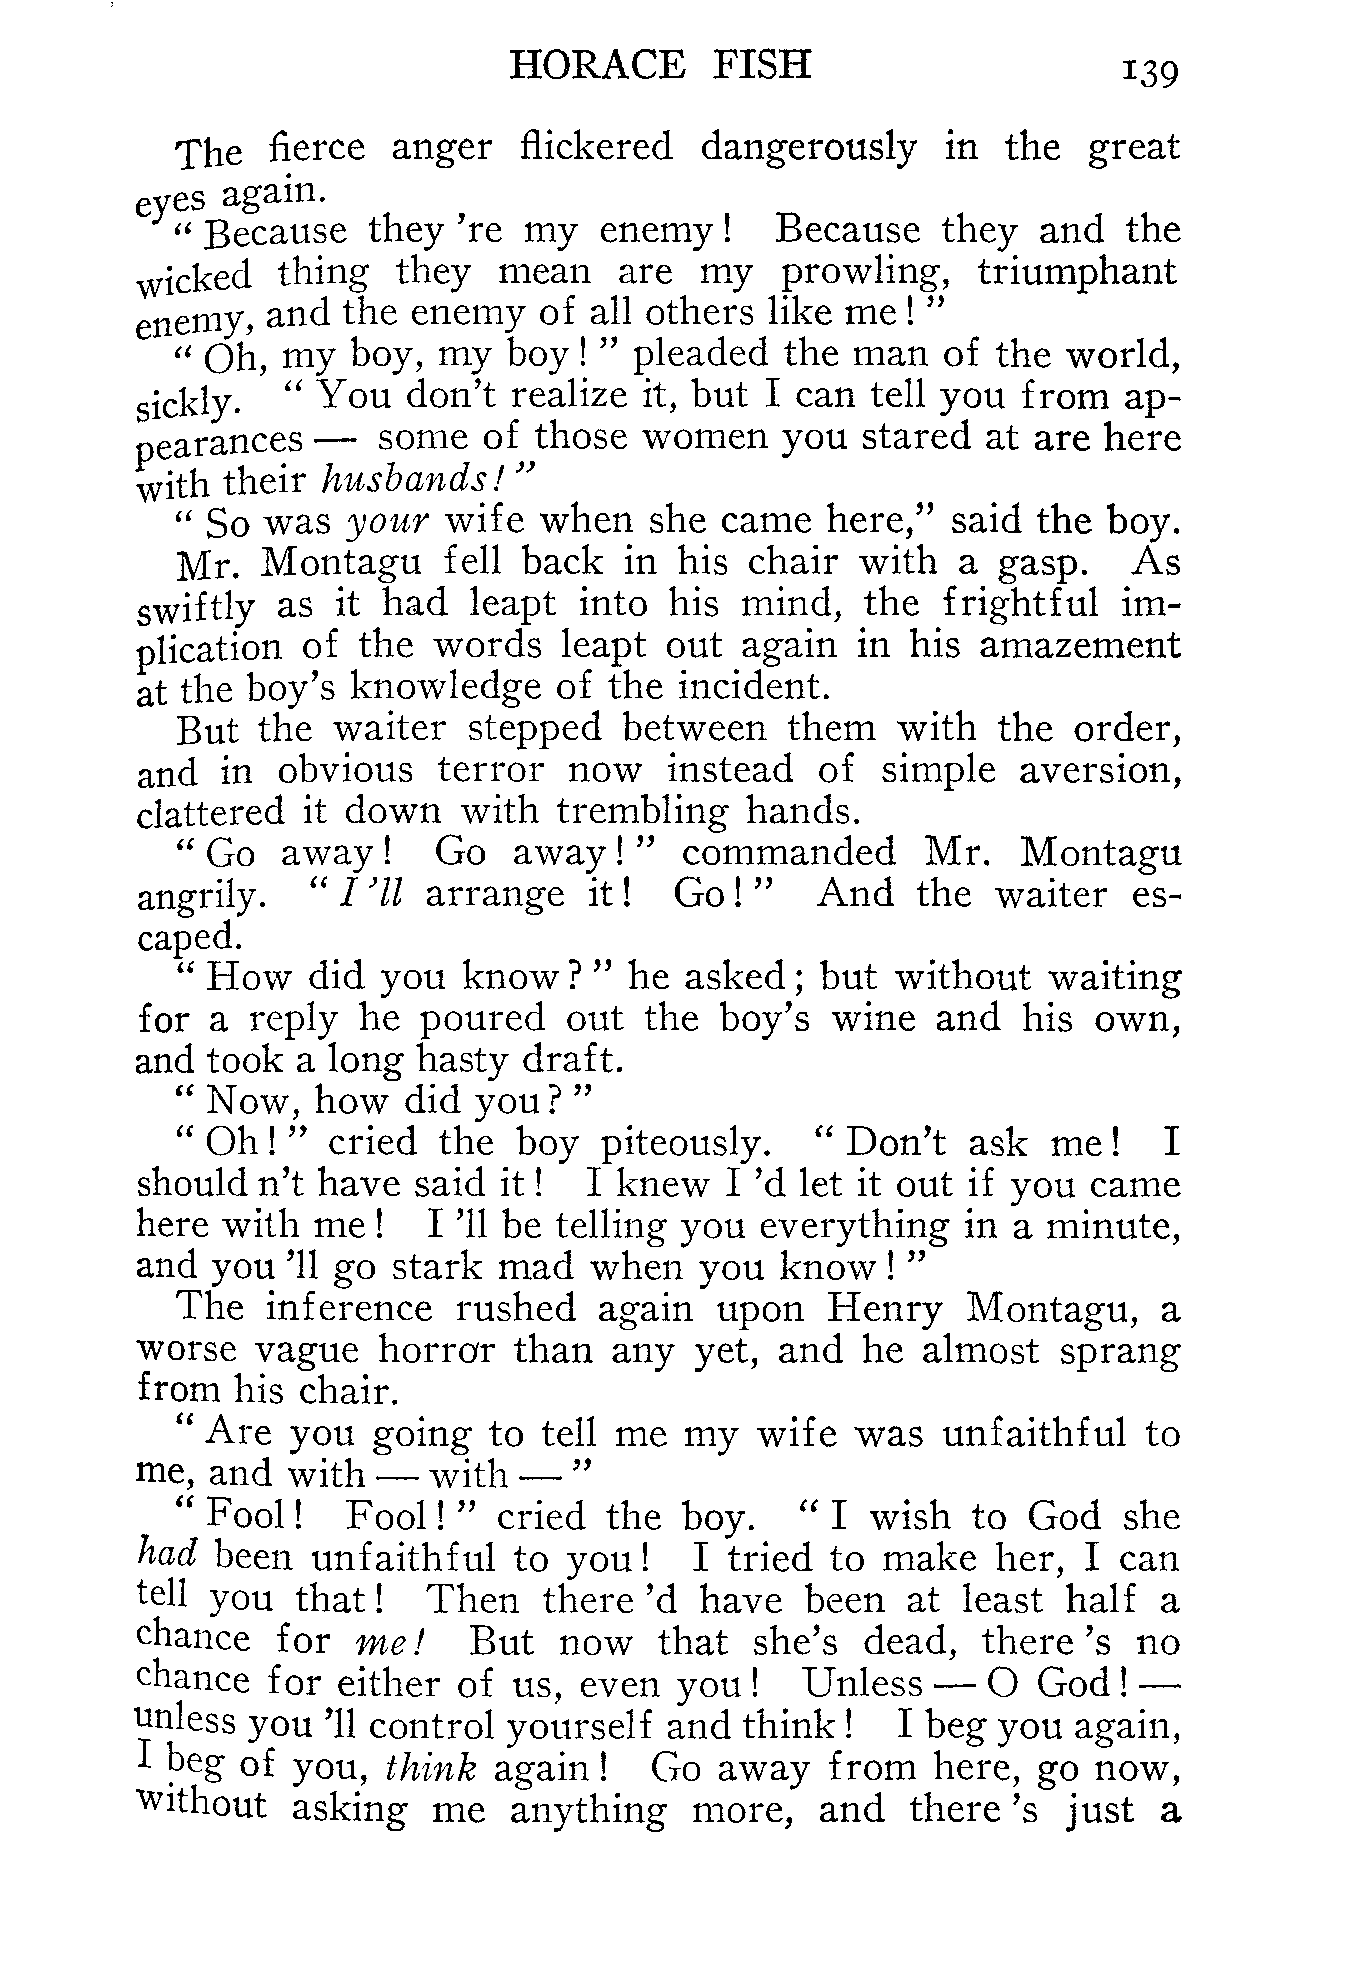 HORACE FISH 139
The fierce anger flickered dangerously in the great
eyes again.
“ Because they ’re my enemy ! Because they and the
wicked thing they mean are my prowling, triumphant
enemy, and the enemy of all others like me ! ”
“ Oh, my boy, my boy ! ” pleaded the man of the world,
sickly. “ You don’t realize it, but I can tell you from ap-
pearances — some of those women you stared at are here
with their husbands ! ”
“ So was your wife when she came here,” said the boy.
Mr. Montagu fell back in his chair with a gasp. As
swiftly as it had leapt into his mind, the frightful im-
plication of the words leapt out again in his amazement
at the boy’s knowledge of the incident.
But the waiter stepped between them with the order,
and in obvious terror now instead of simple aversion,
clattered it down with trembling hands.
“ Go away ! Go away ! ” commanded Mr. Montagu
angrily. “ I ’ll arrange it ! Go ! ” And the waiter es-
caped.
“ How did you know ? ” he asked ; but without waiting
for a reply he poured out the boy’s wine and his own,
and took a long hasty draft.
“ Now, how did you ? ”
“ Oh ! ” cried the boy piteously. “ Don’t ask me ! I
should n’t have said it ! I knew I ’d let it out if you came
here with me ! I ’ll be telling you everything in a minute,
and you ’ll go stark mad when you know ! ”
The inference rushed again upon Henry Montagu, a
worse vague horror than any yet, and he almost sprang
from his chair.
“ Are you going to tell me my wife was unfaithful to
me, and with — with — ”
“ Fool ! Fool ! ” cried the boy. “ I wish to God she
had been unfaithful to you ! I tried to make her, I can
tell you that ! Then there ’d have been at least half a
chance for me ! But now that she’s dead, there ’s no
chance for either of us, even you ! Unless — O God ! —
unless you ’ll control yourself and think ! I beg you again,
I beg of you, think again ! Go away from here, go now,
without asking me anything more, and there ’s just a